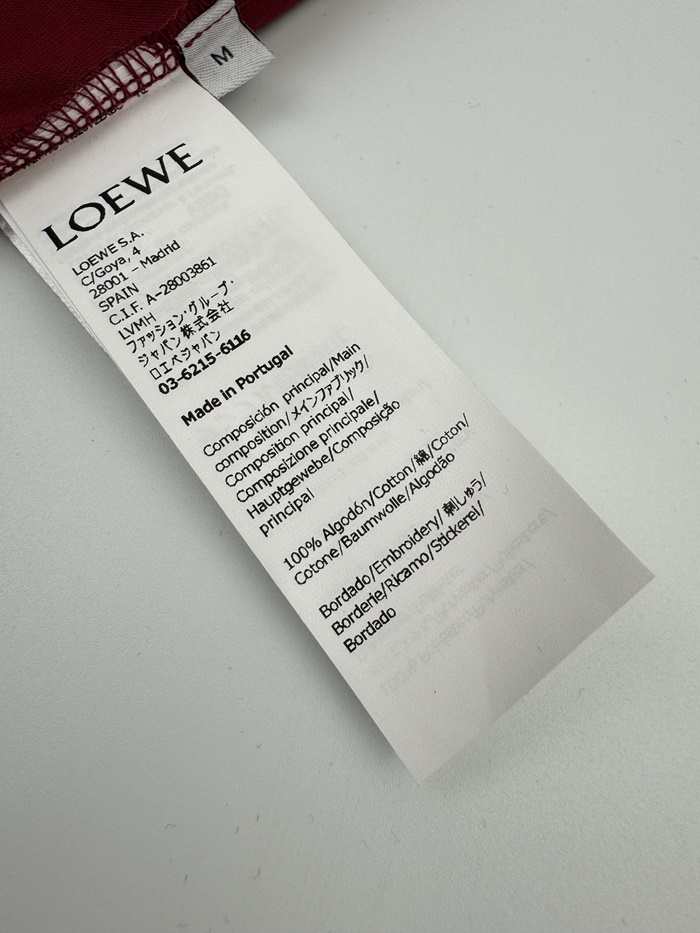 M
LOEWE
LOEWE S.A.
C/Goya, 4
28001 – Madrid
SPAIN
C.I.F. A-28003861
LVMH
ファッション・グループ・
ジャパン株式会社
ロエベジャパン
03-6215-6116
Made in Portugal
Composición principal/Main
composition/メインファブリック/
Composition principal/
Composizione principale/
Hauptgewebe/Composição
principal
100% Algodón/Cotton/綿/Coton/
Cotone/Baumwolle/Algodão
Bordado/Embroidery/刺しゅう/
Borderie/Ricamo/Stickerei/
Bordado